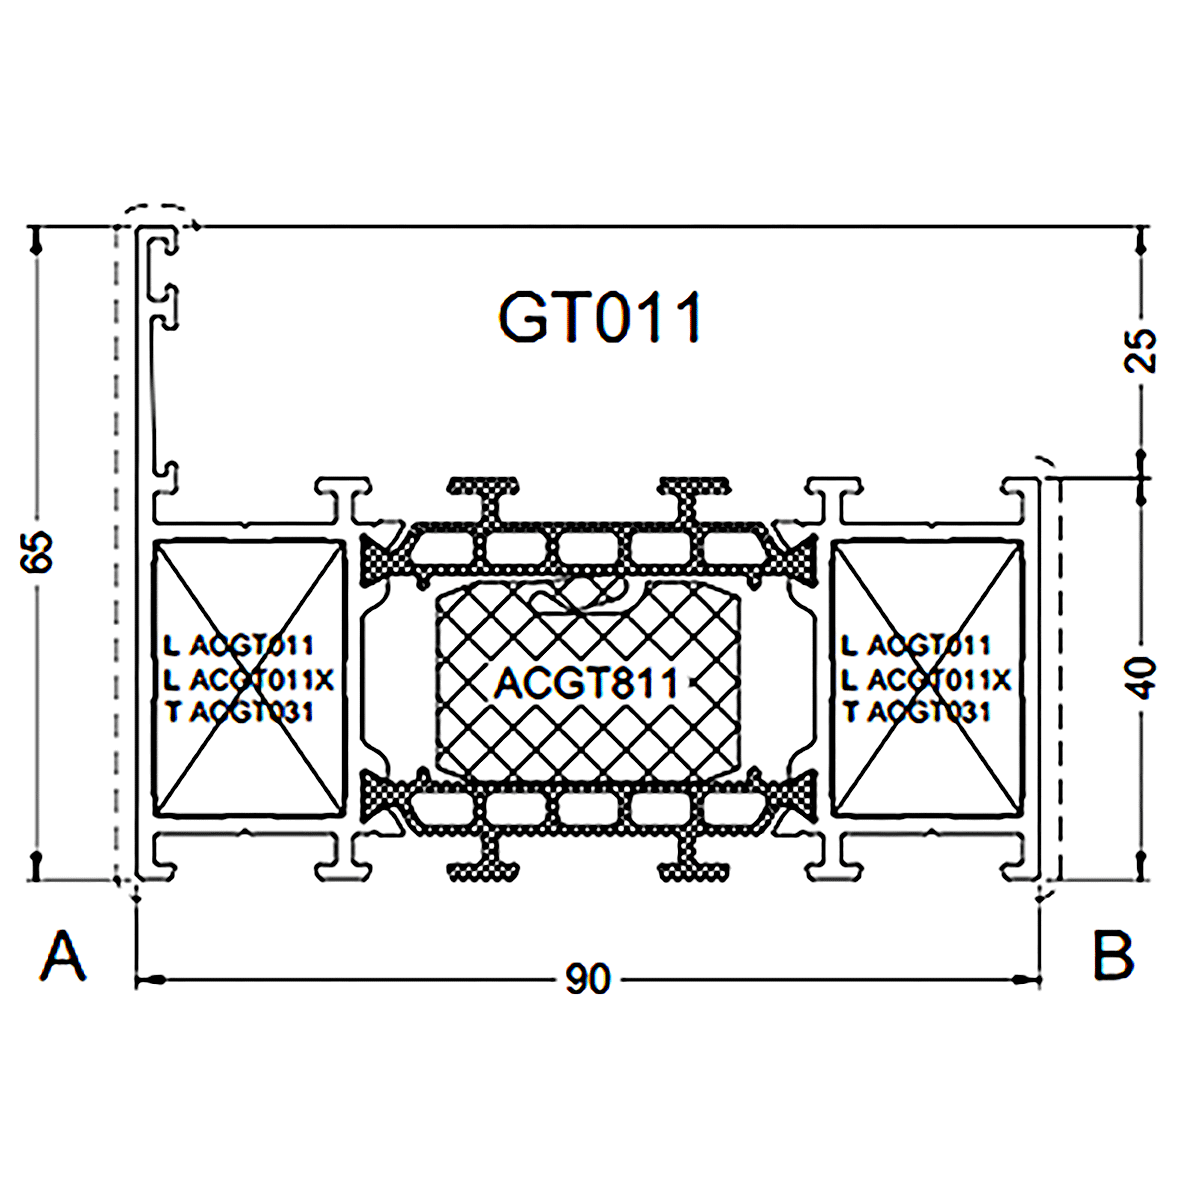 GT011
25
65
L ACGT011
L ACGT011X
T ACGT031
ACGT811
L ACGT011
L ACGT011X
T ACGT031
40
A
B
90